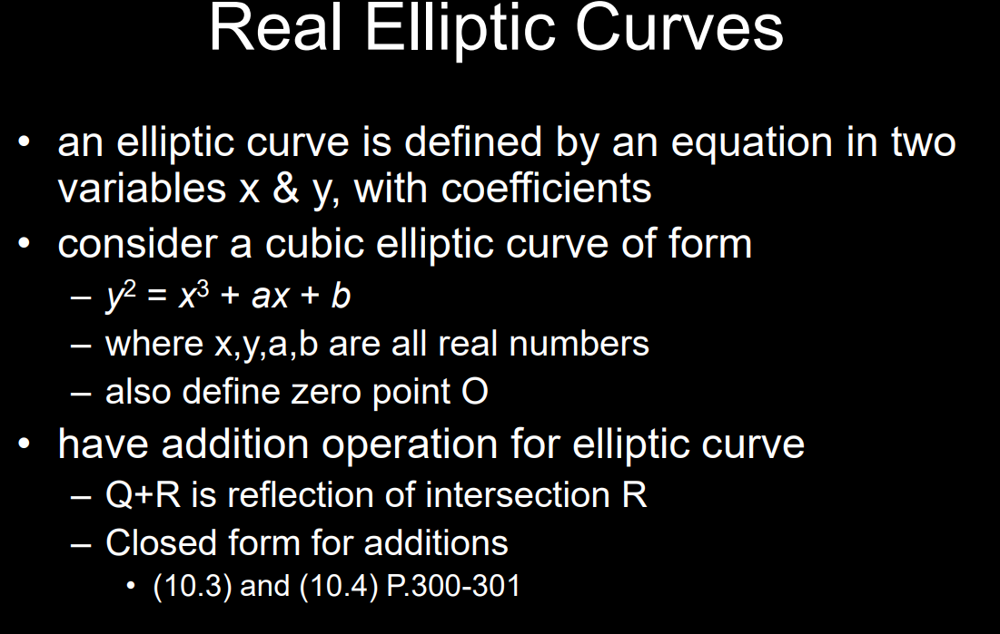 Real Elliptic Curves
• an elliptic curve is defined by an equation in two
variables x & y, with coefficients
• consider a cubic elliptic curve of form
– y² = x³ + ax + b
– where x,y,a,b are all real numbers
– also define zero point O
• have addition operation for elliptic curve
– Q+R is reflection of intersection R
– Closed form for additions
• (10.3) and (10.4) P.300-301